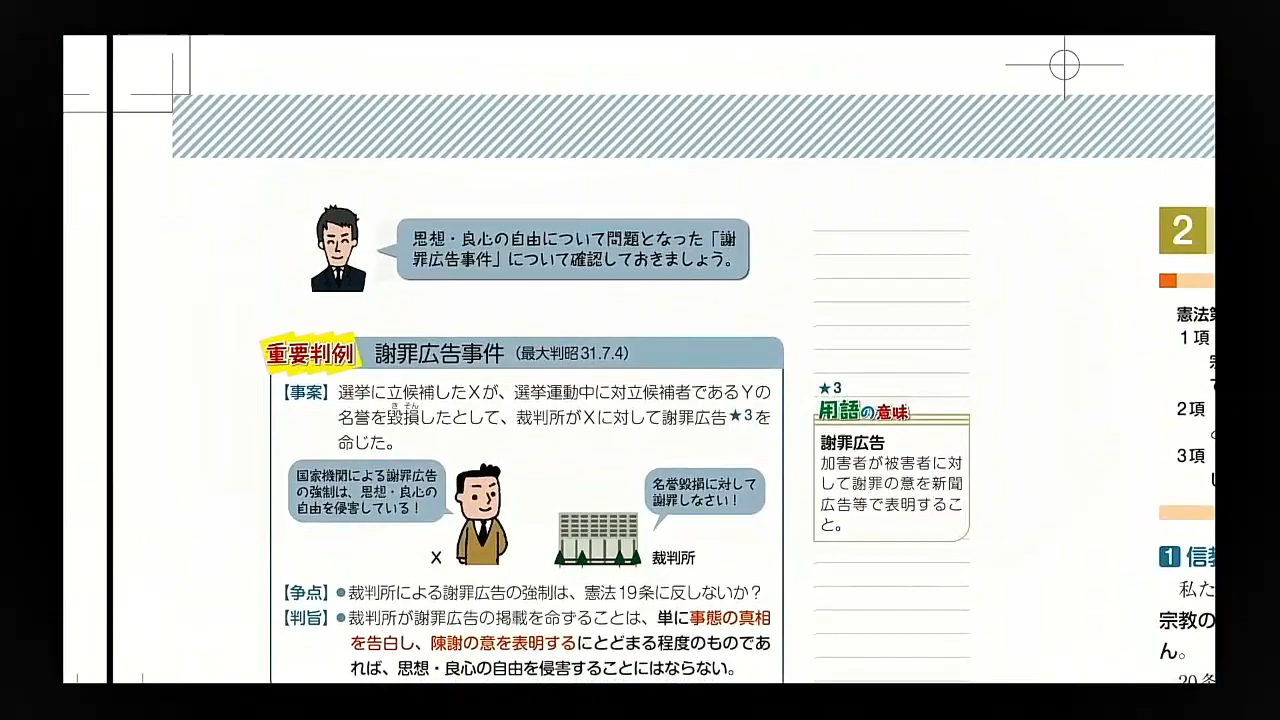 思想・良心の自由について問題となった「謝
罪広告事件」について確認しておきましょう。
重要判例 謝罪広告事件（最大判昭31.7.4）
【事案】選挙に立候補したXが、選挙運動中に対立候補者であるYの
きそん
名誉を毀損したとして、裁判所がXに対して謝罪広告★3を
命じた。
国家機関による謝罪広告
の強制は、思想・良心の
自由を侵害している！
名誉毀損に対して
謝罪しなさい！
X
裁判所
【争点】●裁判所による謝罪広告の強制は、憲法19条に反しないか？
【判旨】●裁判所が謝罪広告の掲載を命ずることは、単に事態の真相
を告白し、陳謝の意を表明するにとどまる程度のものであ
れば、思想・良心の自由を侵害することにはならない。
★3
用語の意味
謝罪広告
加害者が被害者に対
して謝罪の意を新聞
広告等で表明するこ
と。
2
憲法第
1項
2項
3項
1 信教
私た
宗教の
ん。
20条